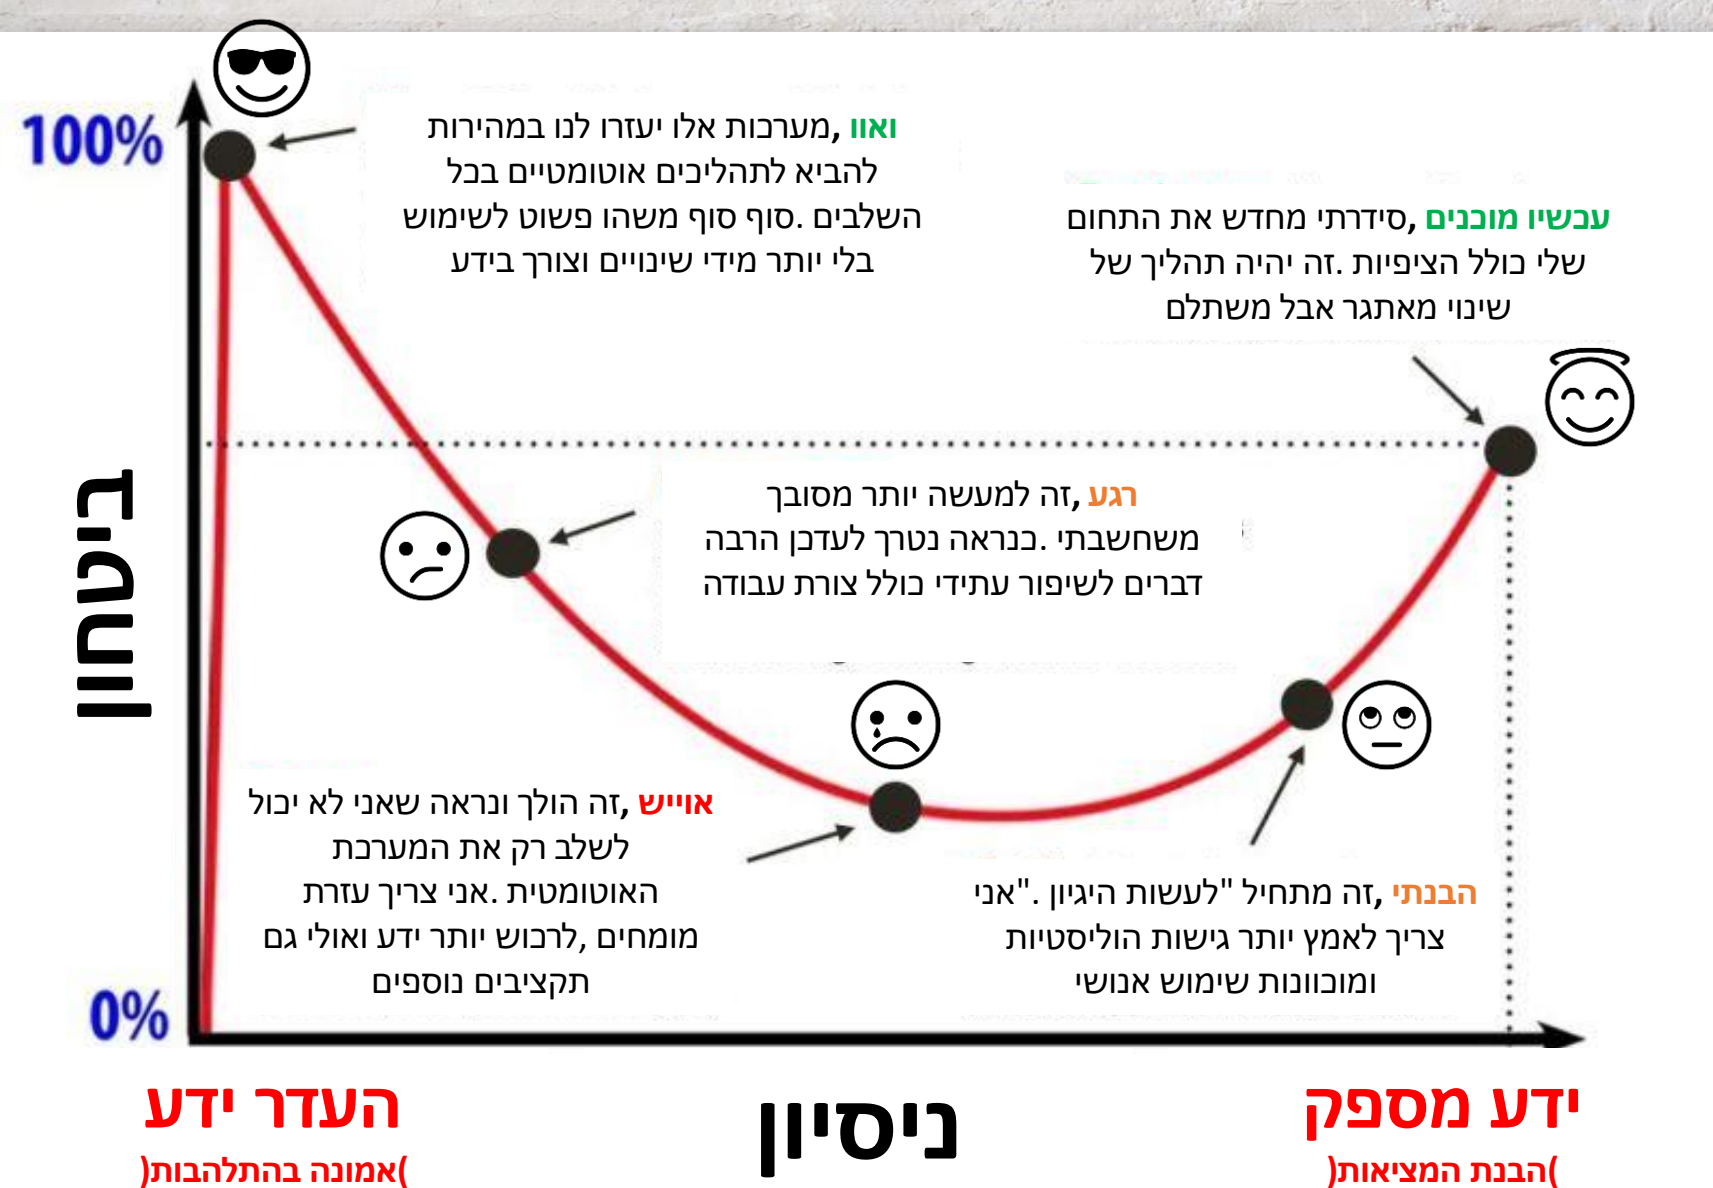 100%
ואוו, מערכות אלו יעזרו לנו במהירות
להביא לתהליכים אוטומטיים בכל
השלבים. סוף סוף משהו פשוט לשימוש
בלי יותר מידי שינויים וצורך בידע
עכשיו מוכנים, סידרתי מחדש את התחום
שלי כולל הציפיות. זה יהיה תהליך של
שינוי מאתגר אבל משתלם
רגע, זה למעשה יותר מסובך
משחשבתי. כנראה נטרך לעדכן הרבה
דברים לשיפור עתידי כולל צורת עבודה
ביטחון
אוייש, זה הולך ונראה שאני לא יכול
לשלב רק את המערכת
האוטומטית. אני צריך עזרת
מומחים, לרכוש יותר ידע ואולי גם
תקציבים נוספים
הבנתי, זה מתחיל "לעשות היגיון". "אני
צריך לאמץ יותר גישות הוליסטיות
ומוכוונות שימוש אנושי
0%
העדר ידע
)אמונה בהתלהבות(
ניסיון
ידע מספק
)הבנת המציאות(